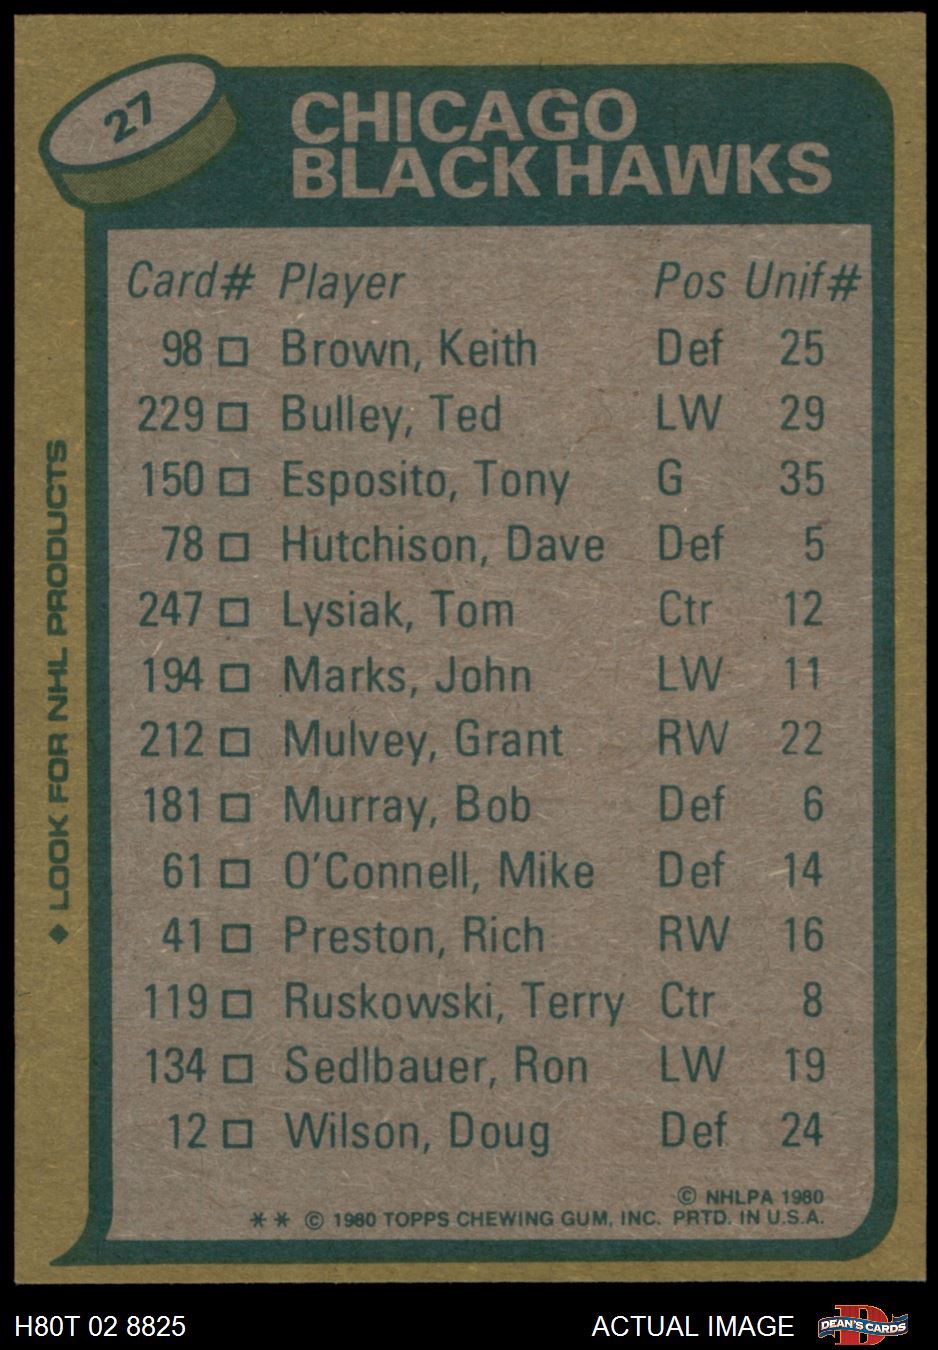 27
CHICAGO
BLACK HAWKS
Card# Player Pos Unif#
98 □ Brown, Keith Def 25
229 □ Bulley, Ted LW 29
150 □ Esposito, Tony G 35
78 □ Hutchison, Dave Def 5
247 □ Lysiak, Tom Ctr 12
194 □ Marks, John LW 11
212 □ Mulvey, Grant RW 22
181 □ Murray, Bob Def 6
61 □ O'Connell, Mike Def 14
41 □ Preston, Rich RW 16
119 □ Ruskowski, Terry Ctr 8
134 □ Sedlbauer, Ron LW 19
12 □ Wilson, Doug Def 24
© NHLPA 1980
** © 1980 TOPPS CHEWING GUM, INC. PRTD. IN U.S.A.
◆ LOOK FOR NHL PRODUCTS
H80T 02 8825
ACTUAL IMAGE
D
DEAN'S CARDS